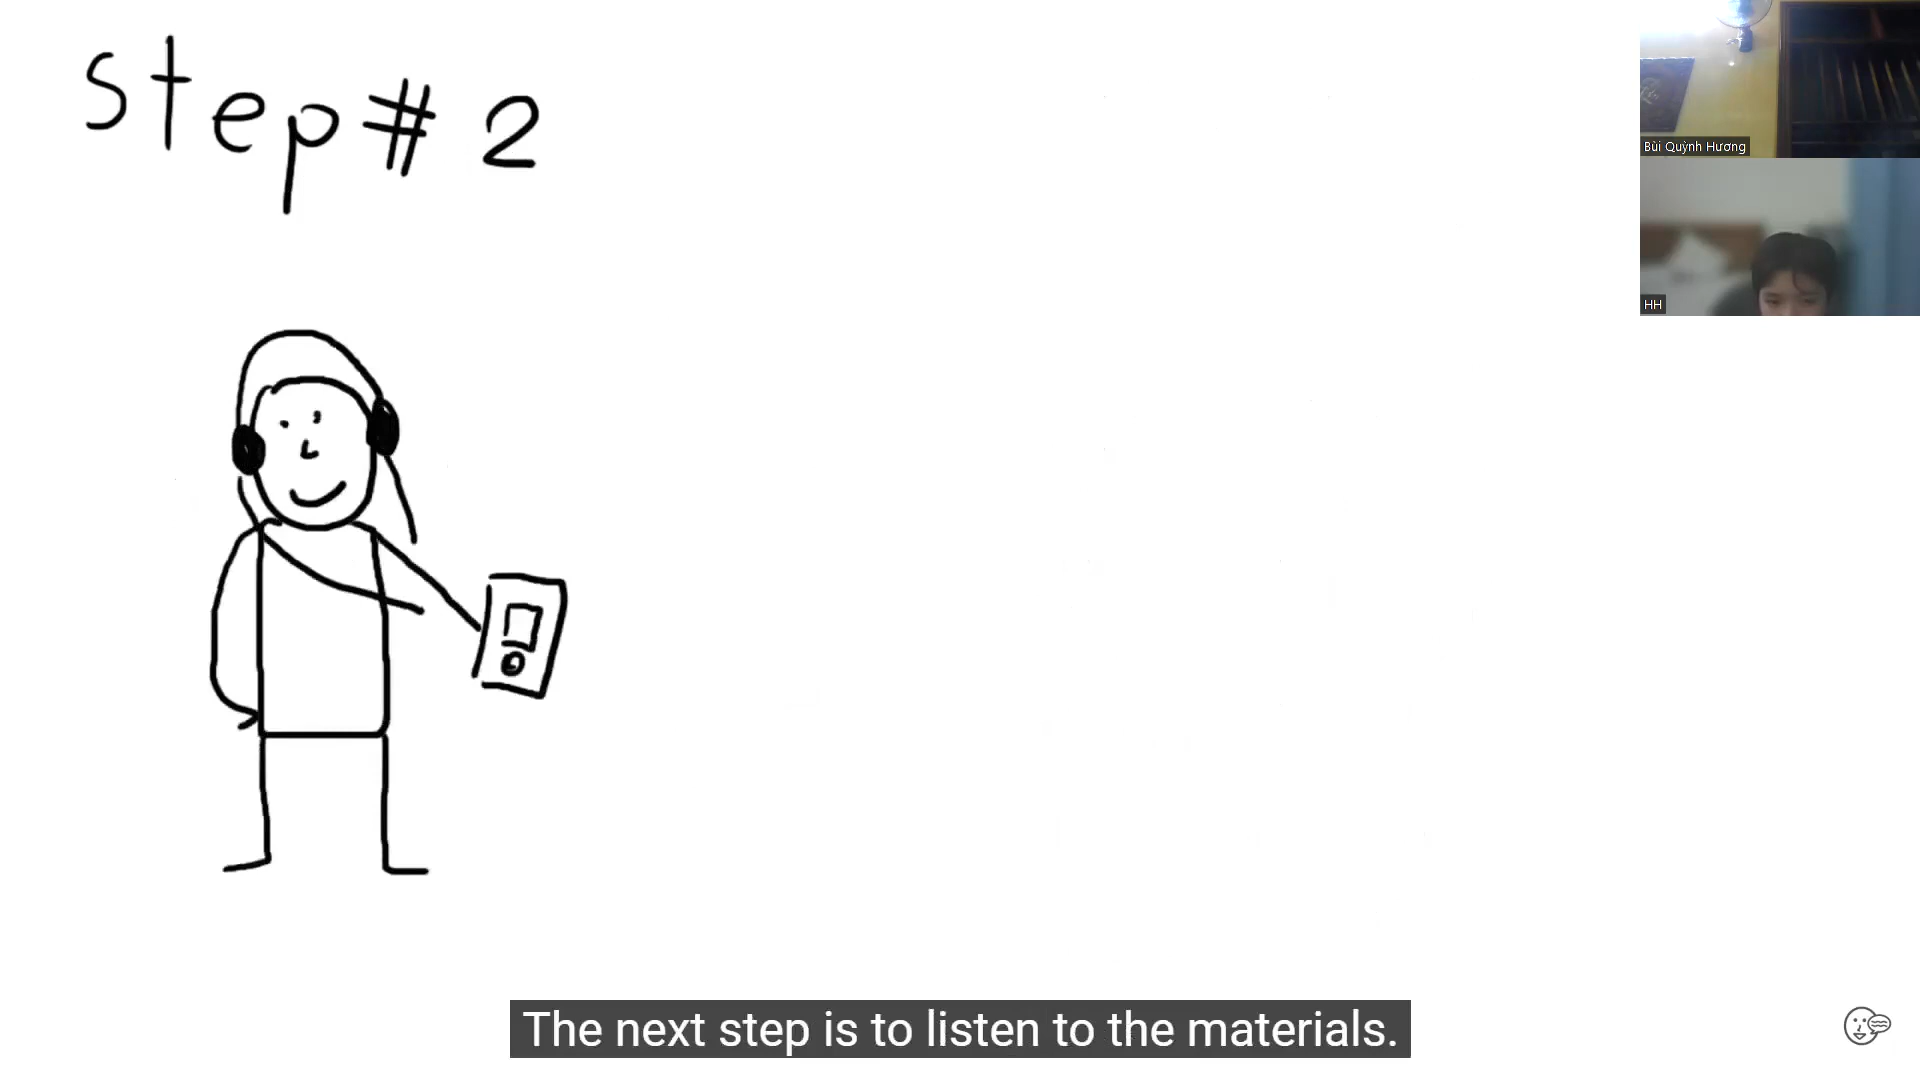 Step # 2
Bùi Quỳnh Hương
HH
The next step is to listen to the materials.